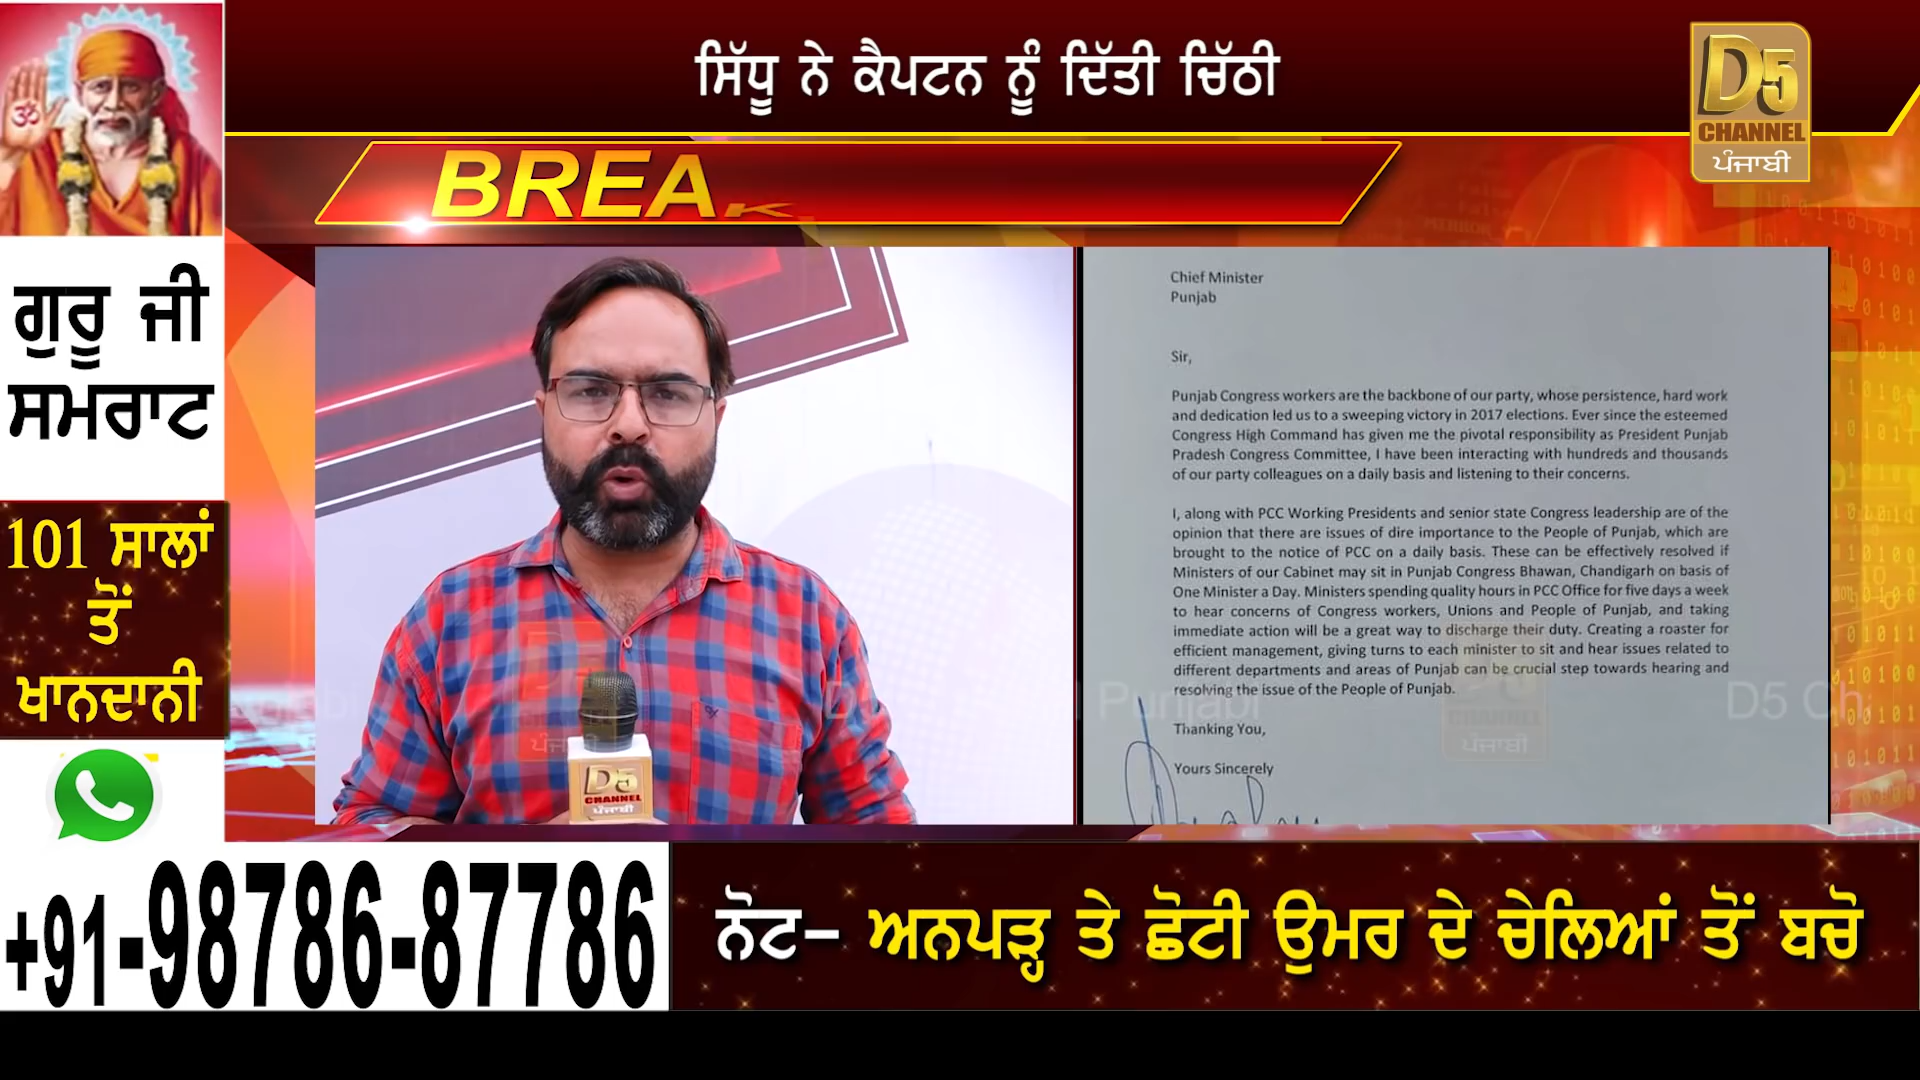 ਸਿੱਧੂ ਨੇ ਕੈਪਟਨ ਨੂੰ ਦਿੱਤੀ ਚਿੱਠੀ
D5
CHANNEL
ਪੰਜਾਬੀ
BREAK
ਗੁਰੂ ਜੀ
ਸਮਰਾਟ
101 ਸਾਲਾਂ
ਤੋਂ
ਖਾਨਦਾਨੀ
Chief Minister
Punjab
Sir,
Punjab Congress workers are the backbone of our party, whose persistence, hard work
and dedication led us to a sweeping victory in 2017 elections. Ever since the esteemed
Congress High Command has given me the pivotal responsibility as President Punjab
Pradesh Congress Committee, I have been interacting with hundreds and thousands
of our party colleagues on a daily basis and listening to their concerns.
I, along with PCC Working Presidents and senior state Congress leadership are of the
opinion that there are issues of dire importance to the People of Punjab, which are
brought to the notice of PCC on a daily basis. These can be effectively resolved if
Ministers of our Cabinet may sit in Punjab Congress Bhawan, Chandigarh on basis of
One Minister a Day. Ministers spending quality hours in PCC Office for five days a week
to hear concerns of Congress workers, Unions and People of Punjab, and taking
immediate action will be a great way to discharge their duty. Creating a roaster for
efficient management, giving turns to each minister to sit and hear issues related to
different departments and areas of Punjab can be crucial step towards hearing and
resolving the issue of the People of Punjab.
Thanking You,
Yours Sincerely
D5
CHANNEL
ਪੰਜਾਬੀ
+91-98786-87786
ਨੋਟ- ਅਨਪੜ੍ਹ ਤੇ ਛੋਟੀ ਉਮਰ ਦੇ ਚੇਲਿਆਂ ਤੋਂ ਬਚੋ